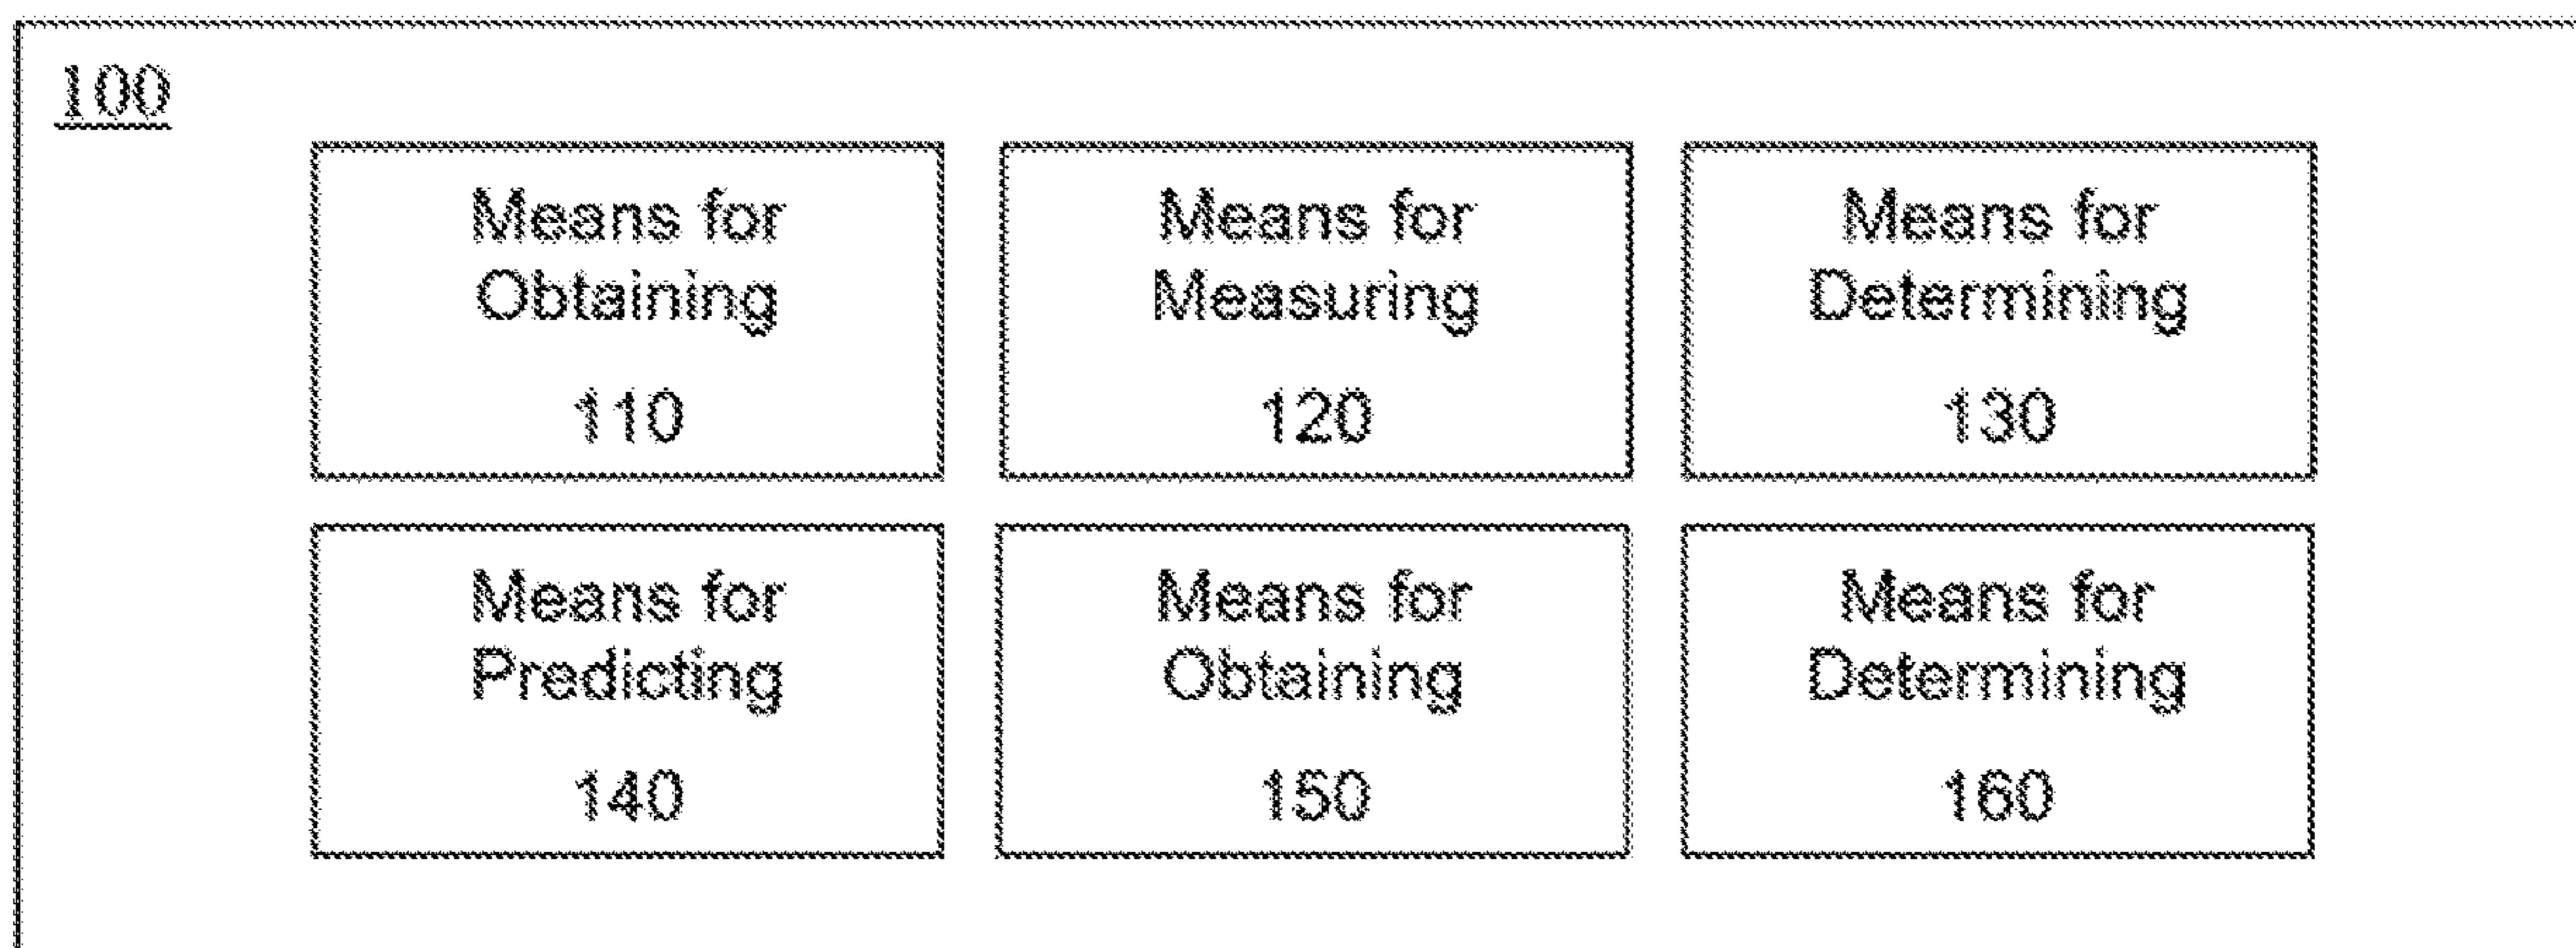 100
Means for
Obtaining
110
Means for
Measuring
120
Means for
Determining
130
Means for
Predicting
140
Means for
Obtaining
150
Means for
Determining
160